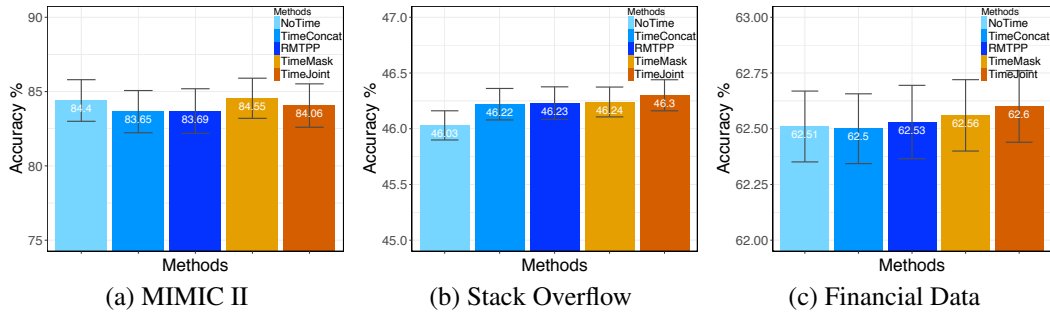 Accuracy %
90
85
80
75
Methods
NoTime
TimeConcat
RMTPP
TimeMask
TimeJoint
84.4
83.65
83.69
84.55
84.06
Methods
(a) MIMIC II
Accuracy %
47.0
46.5
46.0
45.5
45.0
Methods
NoTime
TimeConcat
RMTPP
TimeMask
TimeJoint
46.03
46.22
46.23
46.24
46.3
Methods
(b) Stack Overflow
Accuracy %
63.00
62.75
62.50
62.25
62.00
Methods
NoTime
TimeConcat
RMTPP
TimeMask
TimeJoint
62.51
62.5
62.53
62.56
62.6
Methods
(c) Financial Data